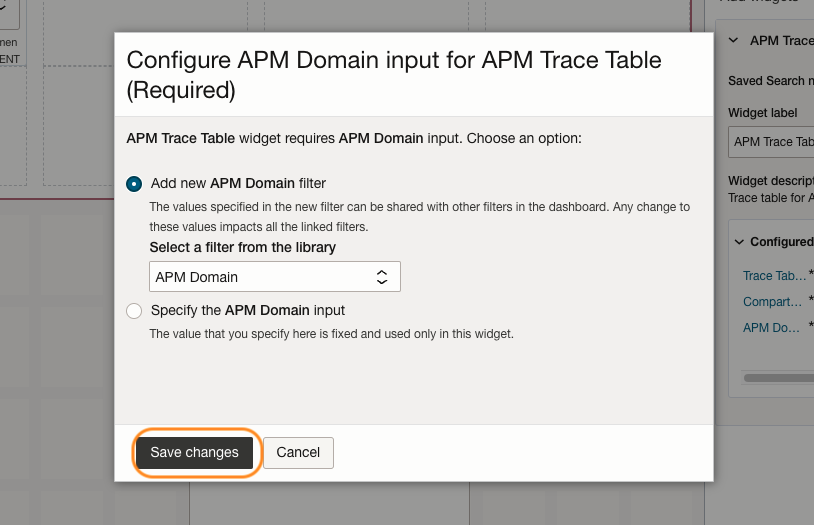 Add Widgets
men
ENT
Configure APM Domain input for APM Trace Table
(Required)
APM Trace Table widget requires APM Domain input. Choose an option:
Add new APM Domain filter
The values specified in the new filter can be shared with other filters in the dashboard. Any change to
these values impacts all the linked filters.
Select a filter from the library
APM Domain
Specify the APM Domain input
The value that you specify here is fixed and used only in this widget.
Save changes
Cancel
APM Trace
Saved Search n
Widget label
APM Trace Tab
Widget descript
Trace table for A
Configured
Trace Tab... *
Compart... *
APM Do... *